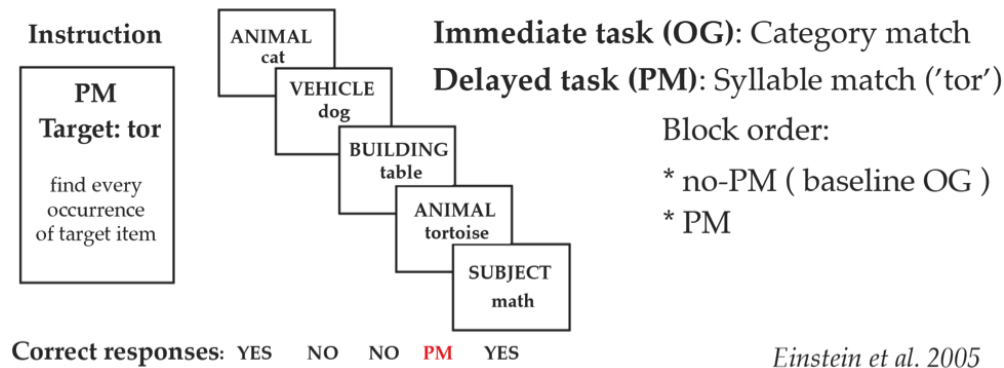 Instruction
PM
Target: tor
find every
occurrence
of target item
ANIMAL
cat
VEHICLE
dog
BUILDING
table
ANIMAL
tortoise
SUBJECT
math
Immediate task (OG): Category match
Delayed task (PM): Syllable match ('tor')
Block order:
* no-PM ( baseline OG )
* PM
Correct responses: YES NO NO PM YES
Einstein et al. 2005